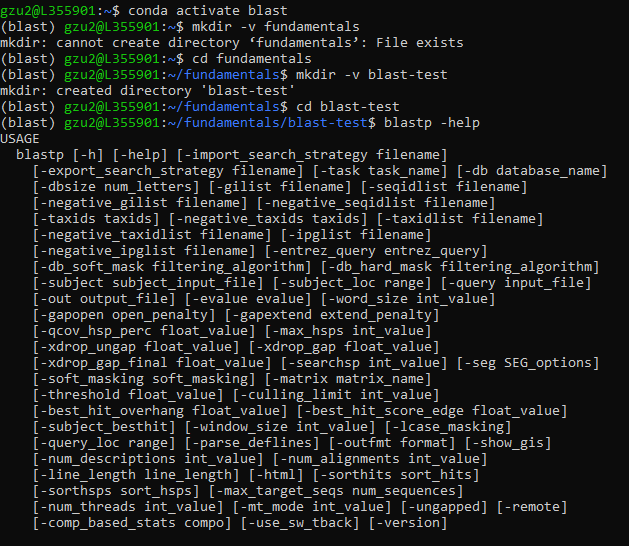 gzu2@L355901:~$ conda activate blast
(blast) gzu2@L355901:~$ mkdir -v fundamentals
mkdir: cannot create directory ‘fundamentals’: File exists
(blast) gzu2@L355901:~$ cd fundamentals
(blast) gzu2@L355901:~/fundamentals$ mkdir -v blast-test
mkdir: created directory 'blast-test'
(blast) gzu2@L355901:~/fundamentals$ cd blast-test
(blast) gzu2@L355901:~/fundamentals/blast-test$ blastp -help
USAGE
  blastp [-h] [-help] [-import_search_strategy filename]
    [-export_search_strategy filename] [-task task_name] [-db database_name]
    [-dbsize num_letters] [-gilist filename] [-seqidlist filename]
    [-negative_gilist filename] [-negative_seqidlist filename]
    [-taxids taxids] [-negative_taxids taxids] [-taxidlist filename]
    [-negative_taxidlist filename] [-ipglist filename]
    [-negative_ipglist filename] [-entrez_query entrez_query]
    [-db_soft_mask filtering_algorithm] [-db_hard_mask filtering_algorithm]
    [-subject subject_input_file] [-subject_loc range] [-query input_file]
    [-out output_file] [-evalue evalue] [-word_size int_value]
    [-gapopen open_penalty] [-gapextend extend_penalty]
    [-qcov_hsp_perc float_value] [-max_hsps int_value]
    [-xdrop_ungap float_value] [-xdrop_gap float_value]
    [-xdrop_gap_final float_value] [-searchsp int_value] [-seg SEG_options]
    [-soft_masking soft_masking] [-matrix matrix_name]
    [-threshold float_value] [-culling_limit int_value]
    [-best_hit_overhang float_value] [-best_hit_score_edge float_value]
    [-subject_besthit] [-window_size int_value] [-lcase_masking]
    [-query_loc range] [-parse_deflines] [-outfmt format] [-show_gis]
    [-num_descriptions int_value] [-num_alignments int_value]
    [-line_length line_length] [-html] [-sorthits sort_hits]
    [-sorthsps sort_hsps] [-max_target_seqs num_sequences]
    [-num_threads int_value] [-mt_mode int_value] [-ungapped] [-remote]
    [-comp_based_stats compo] [-use_sw_tback] [-version]